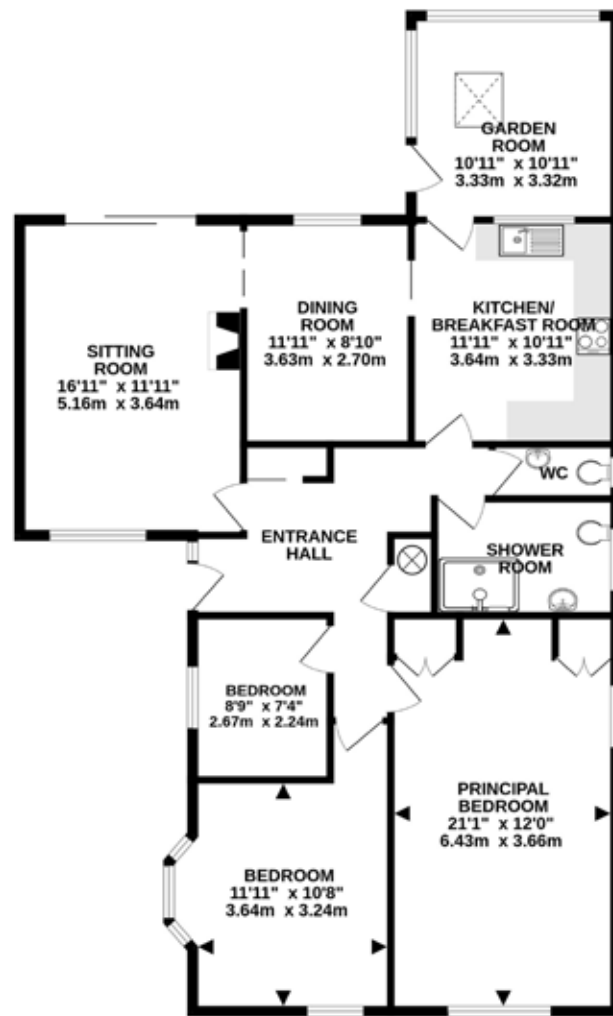 GARDEN
ROOM
10'11" x 10'11"
3.33m x 3.32m
SITTING
ROOM
16'11" x 11'11"
5.16m x 3.64m
DINING
ROOM
11'11" x 8'10"
3.63m x 2.70m
KITCHEN/
BREAKFAST ROOM
11'11" x 10'11"
3.64m x 3.33m
WC
ENTRANCE
HALL
SHOWER
ROOM
BEDROOM
8'9" x 7'4"
2.67m x 2.24m
PRINCIPAL
BEDROOM
21'1" x 12'0"
6.43m x 3.66m
BEDROOM
11'11" x 10'8"
3.64m x 3.24m